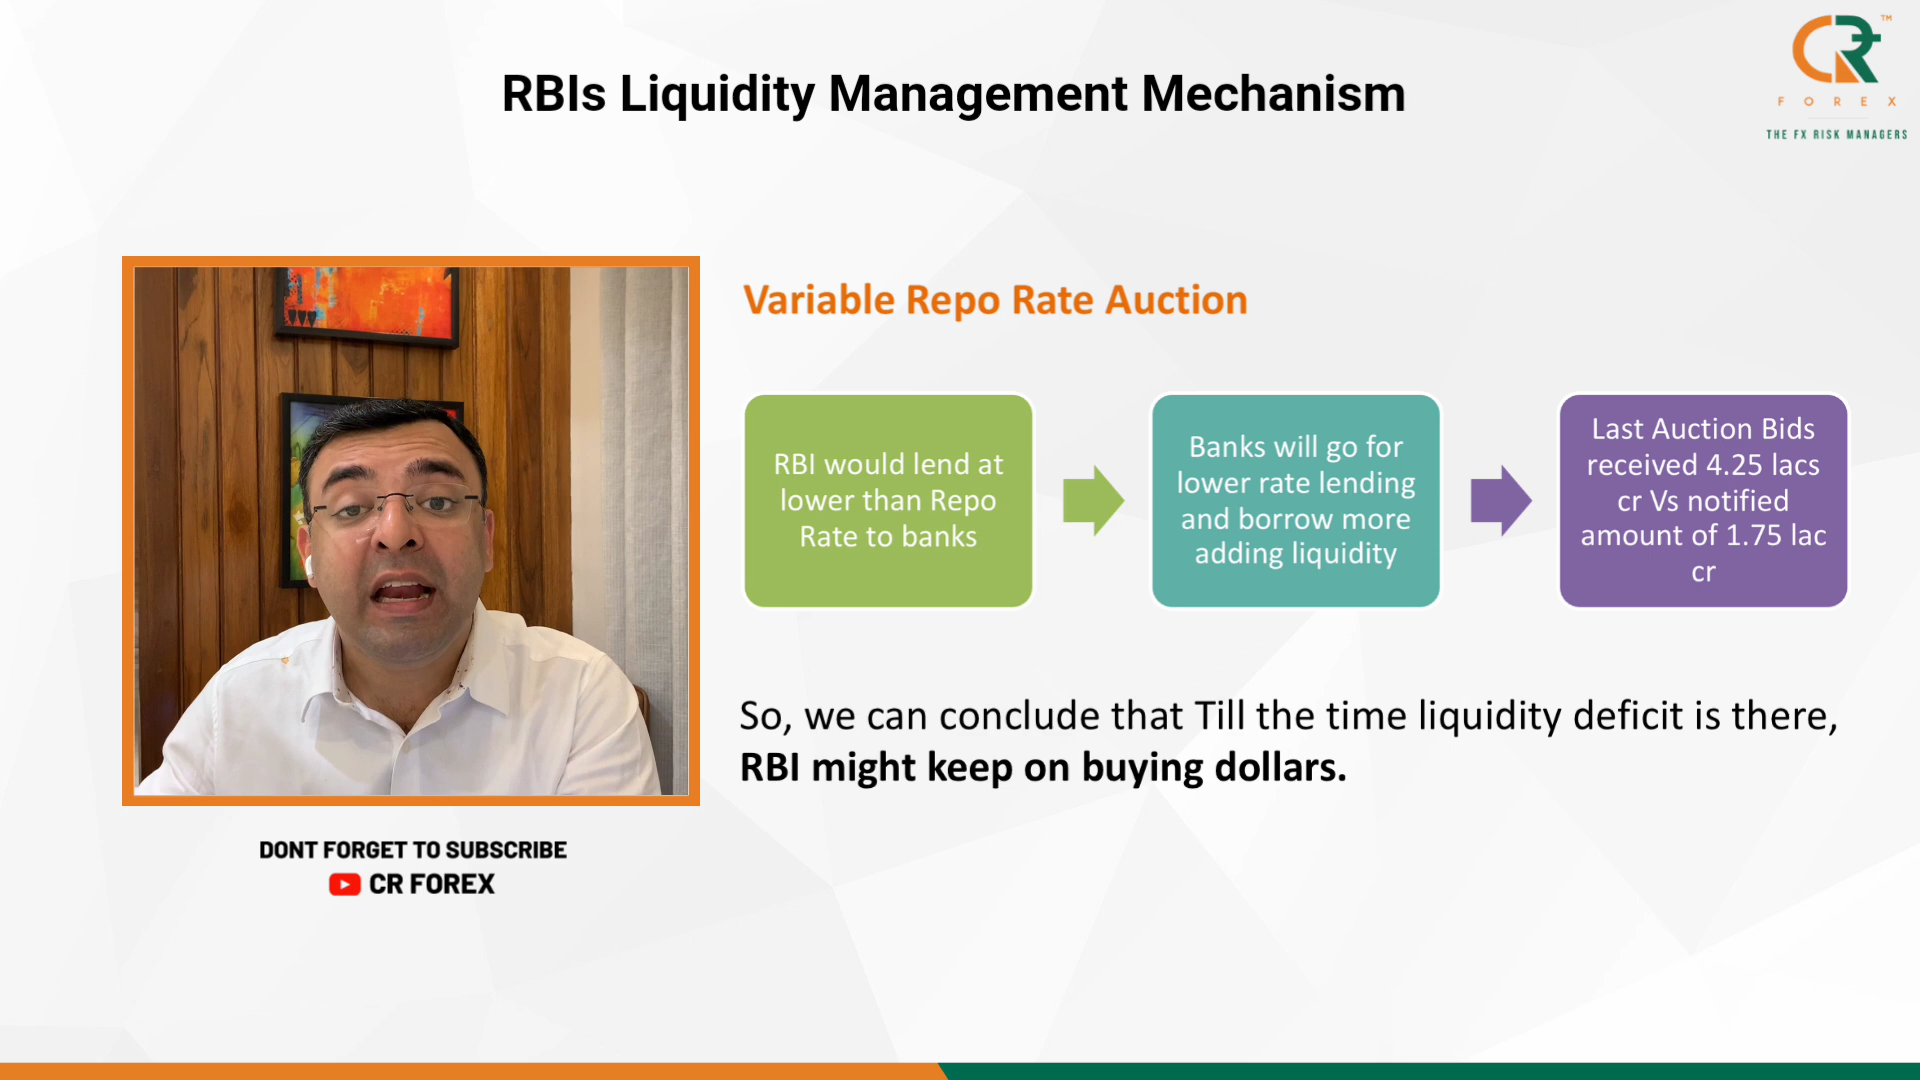 RBIs Liquidity Management Mechanism
CR ™
FOREX
THE FX RISK MANAGERS
Variable Repo Rate Auction
RBI would lend at
lower than Repo
Rate to banks
Banks will go for
lower rate lending
and borrow more
adding liquidity
Last Auction Bids
received 4.25 lacs
cr Vs notified
amount of 1.75 lac
cr
So, we can conclude that Till the time liquidity deficit is there,
RBI might keep on buying dollars.
DONT FORGET TO SUBSCRIBE
CR FOREX